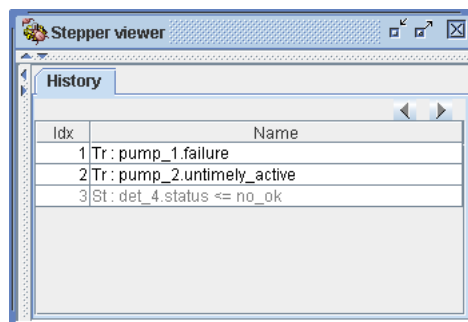 Stepper viewer
History
Idx Name
1 Tr : pump_1.failure
2 Tr : pump_2.untimely_active
3 St : det_4.status <= no_ok